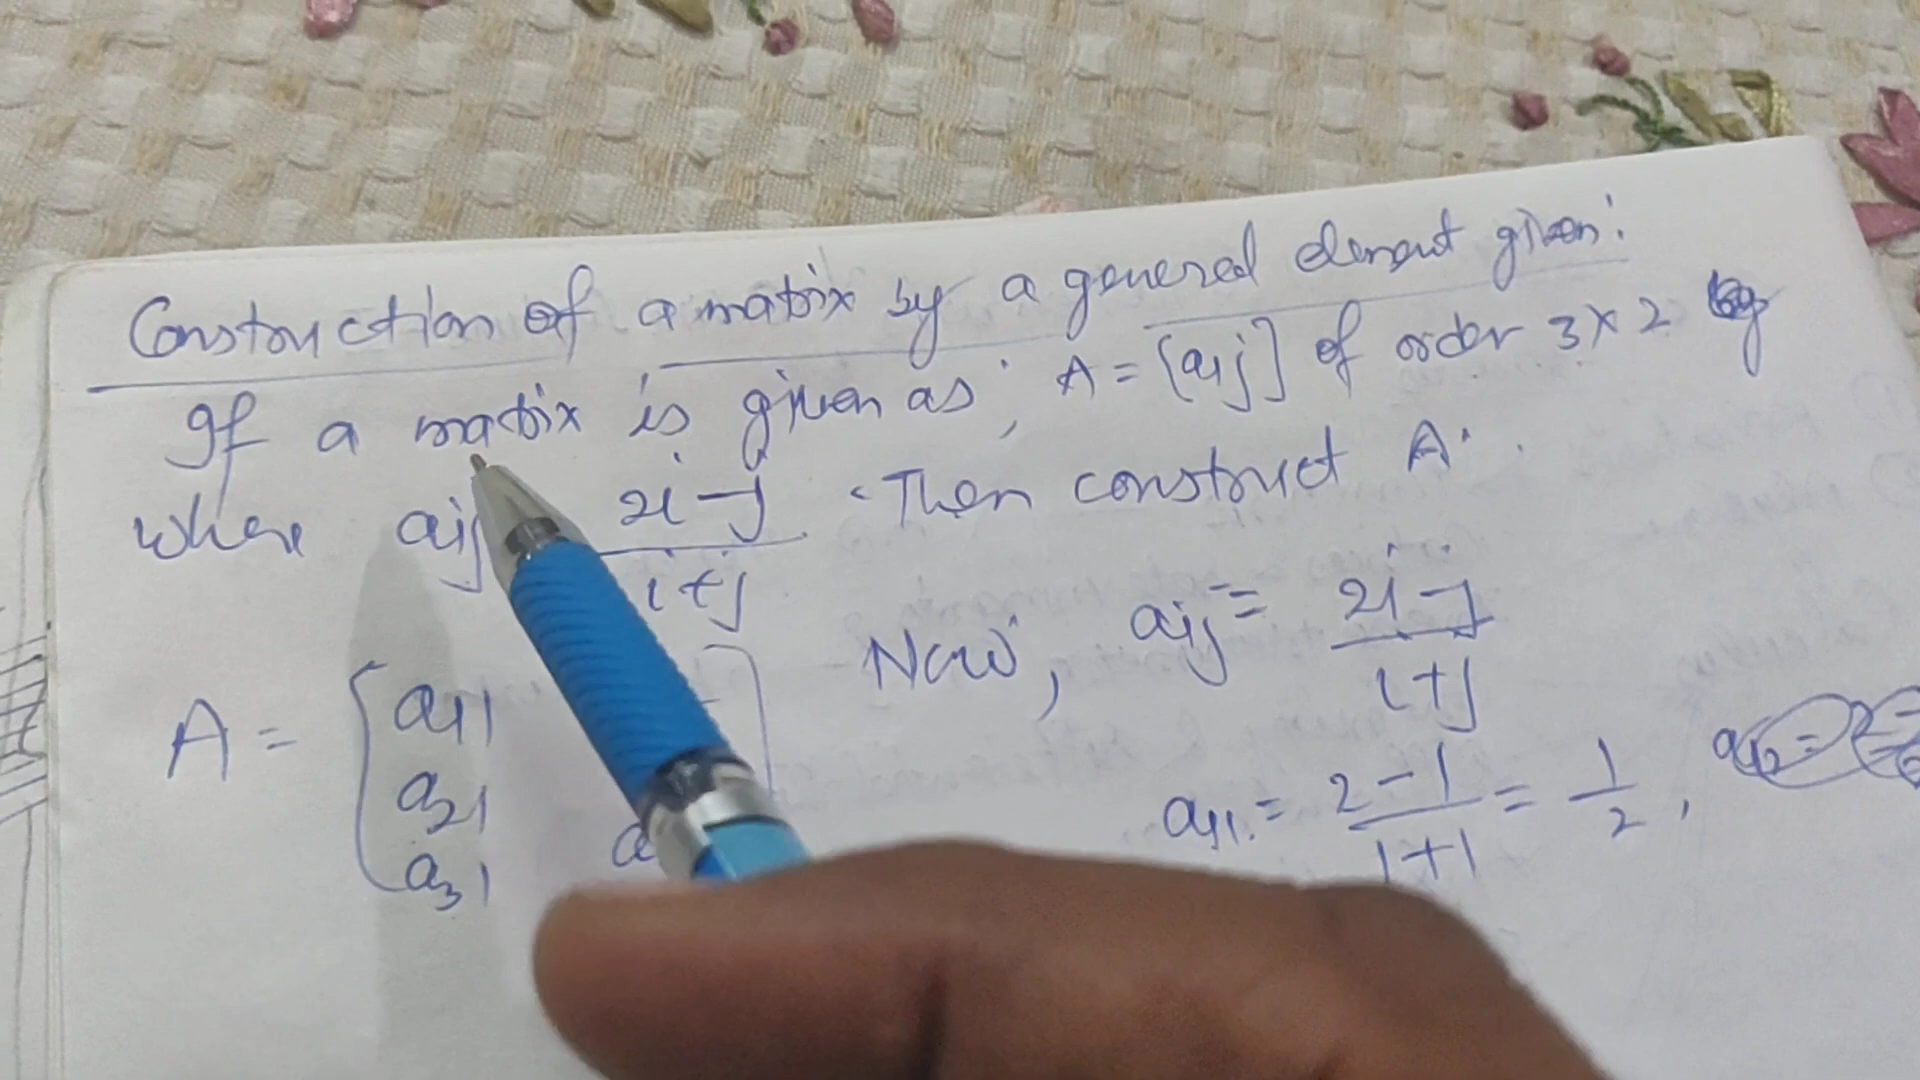 Construction of a matrix by a general element given:
If a matrix is given as, A = [aij] of order 3×2
where aij 2i-j / i+j . Then construct A.
Now, aij = 2i-j / i+j
A = [a11
a21
a31
a11 = 2-1 / 1+1 = 1/2 ,